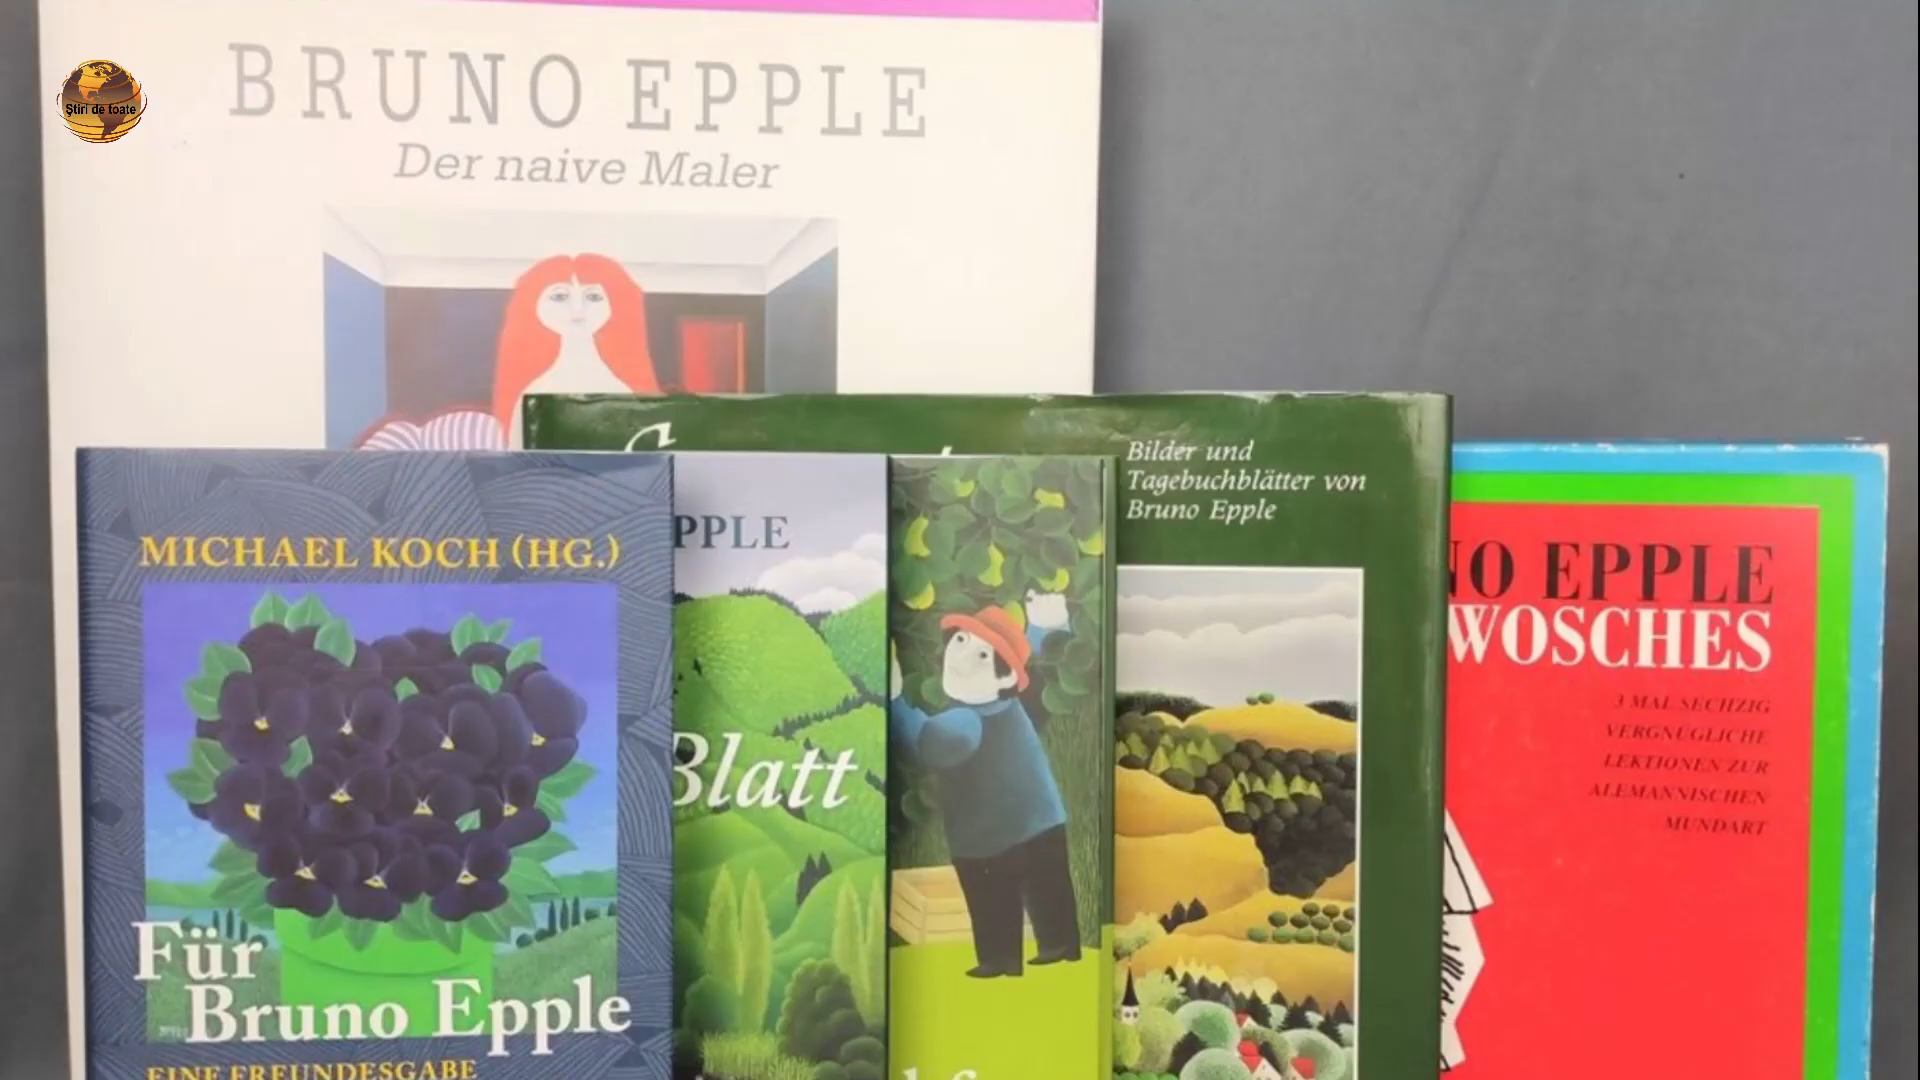 BRUNO EPPLE
Der naive Maler
Știri de toate
Bilder und
Tagebuchblätter von
Bruno Epple
MICHAEL KOCH (HG.)
Für
Bruno Epple
EINE FREUNDESGABE
PPLE
Blatt
NO EPPLE
WOSCHES
3 MAL SECHZIG
VERGNÜGLICHE
LEKTIONEN ZUR
ALEMANNISCHEN
MUNDART